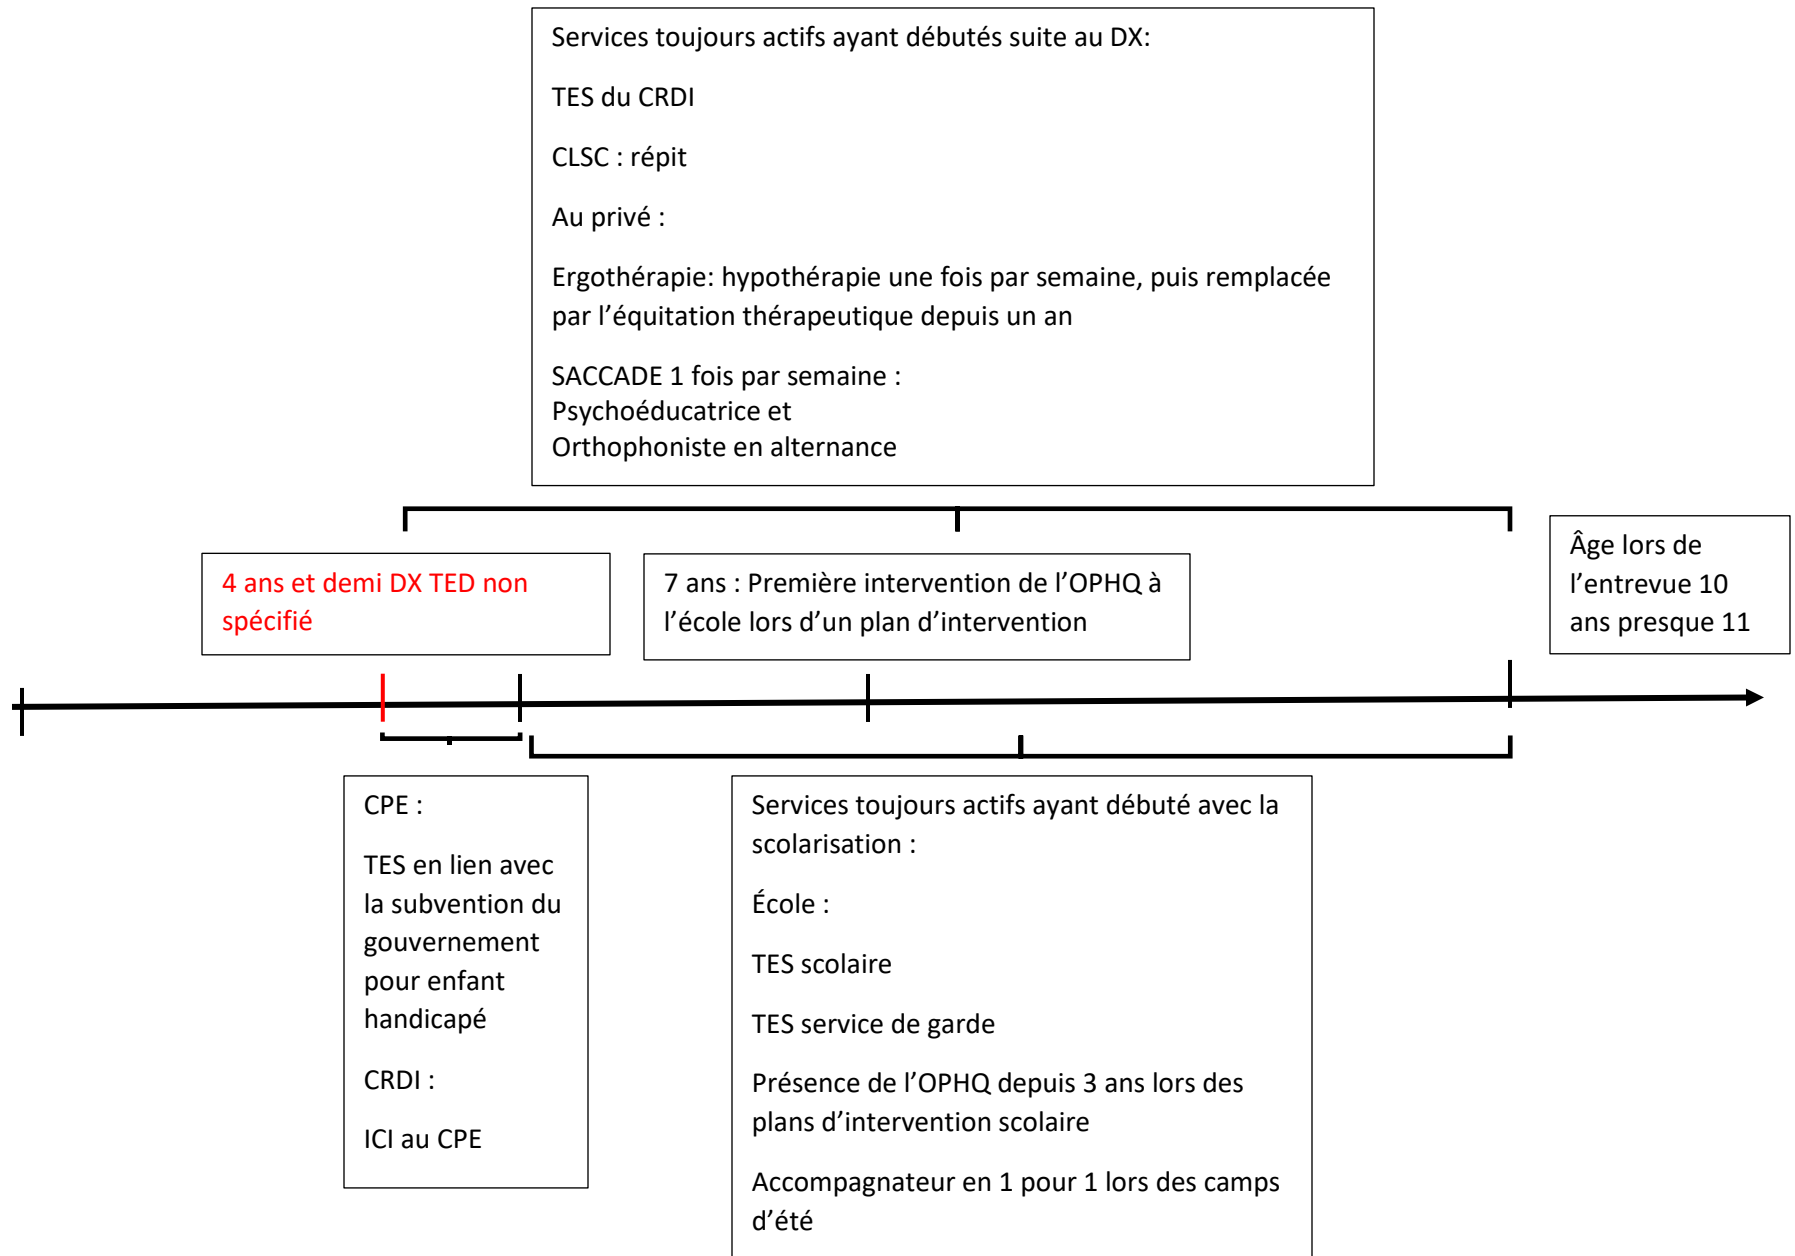 Services toujours actifs ayant débutés suite au DX:
TES du CRDI
CLSC : répit
Au privé :
Ergothérapie: hypothérapie une fois par semaine, puis remplacée
par l’équitation thérapeutique depuis un an
SACCADE 1 fois par semaine :
Psychoéducatrice et
Orthophoniste en alternance
4 ans et demi DX TED non
spécifié
7 ans : Première intervention de l’OPHQ à
l’école lors d’un plan d’intervention
Âge lors de
l’entrevue 10
ans presque 11
CPE :
TES en lien avec
la subvention du
gouvernement
pour enfant
handicapé
CRDI :
ICI au CPE
Services toujours actifs ayant débuté avec la
scolarisation :
École :
TES scolaire
TES service de garde
Présence de l’OPHQ depuis 3 ans lors des
plans d’intervention scolaire
Accompagnateur en 1 pour 1 lors des camps
d’été